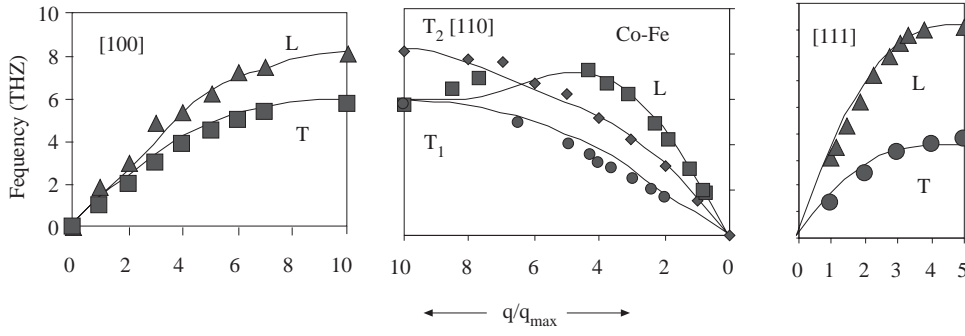 Fequency (THZ)
10
8
6
4
2
0
[100]
L
T
0 2 4 6 8 10
T2 [110]
Co-Fe
L
T1
10 8 6 4 2 0
q/qmax
[111]
L
T
0 1 2 3 4 5